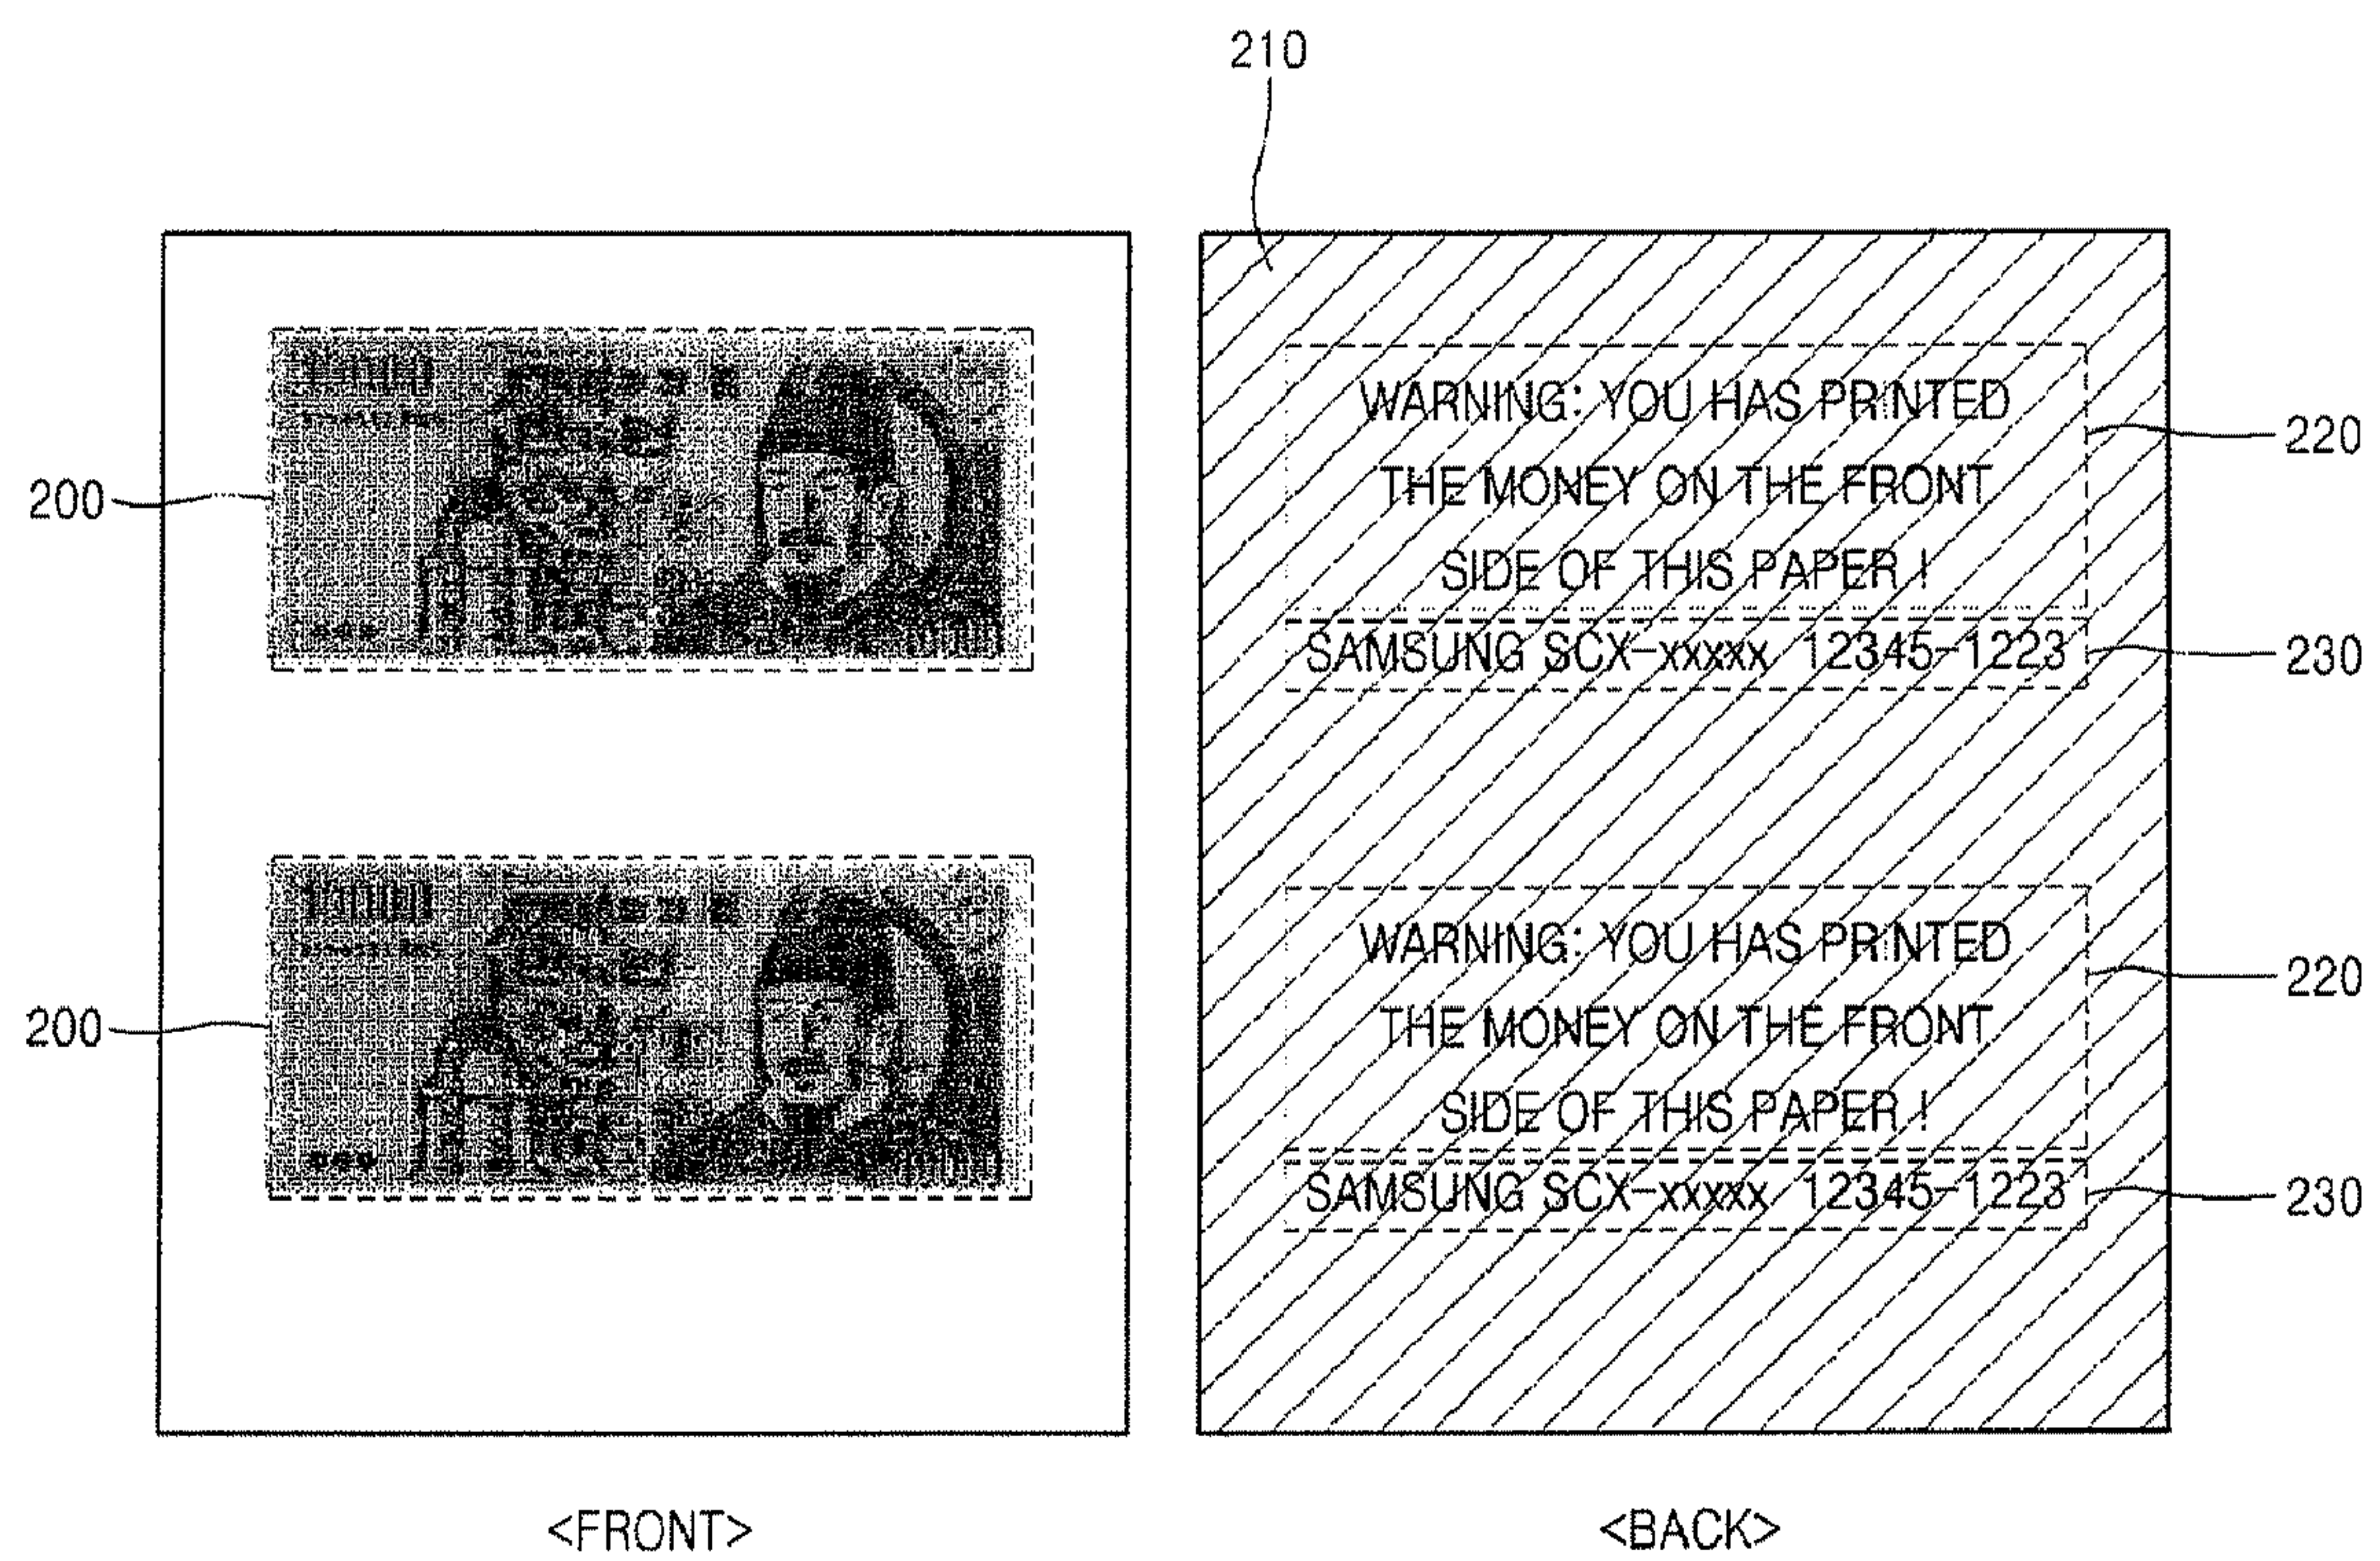 210
200
200
WARNING: YOU HAS PRINTED
THE MONEY ON THE FRONT
SIDE OF THIS PAPER !
220
SAMSUNG SCX-xxxxx 12345-1223
230
WARNING: YOU HAS PRINTED
THE MONEY ON THE FRONT
SIDE OF THIS PAPER !
220
SAMSUNG SCX-xxxxx 12345-1223
230
<FRONT>
<BACK>